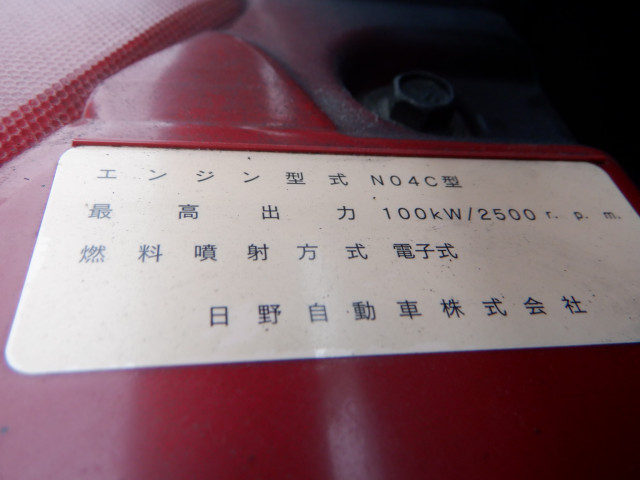 エンジン型式 N04C型
最高出力 100kW/2500 r.p.m.
燃料噴射方式 電子式
日野自動車株式会社